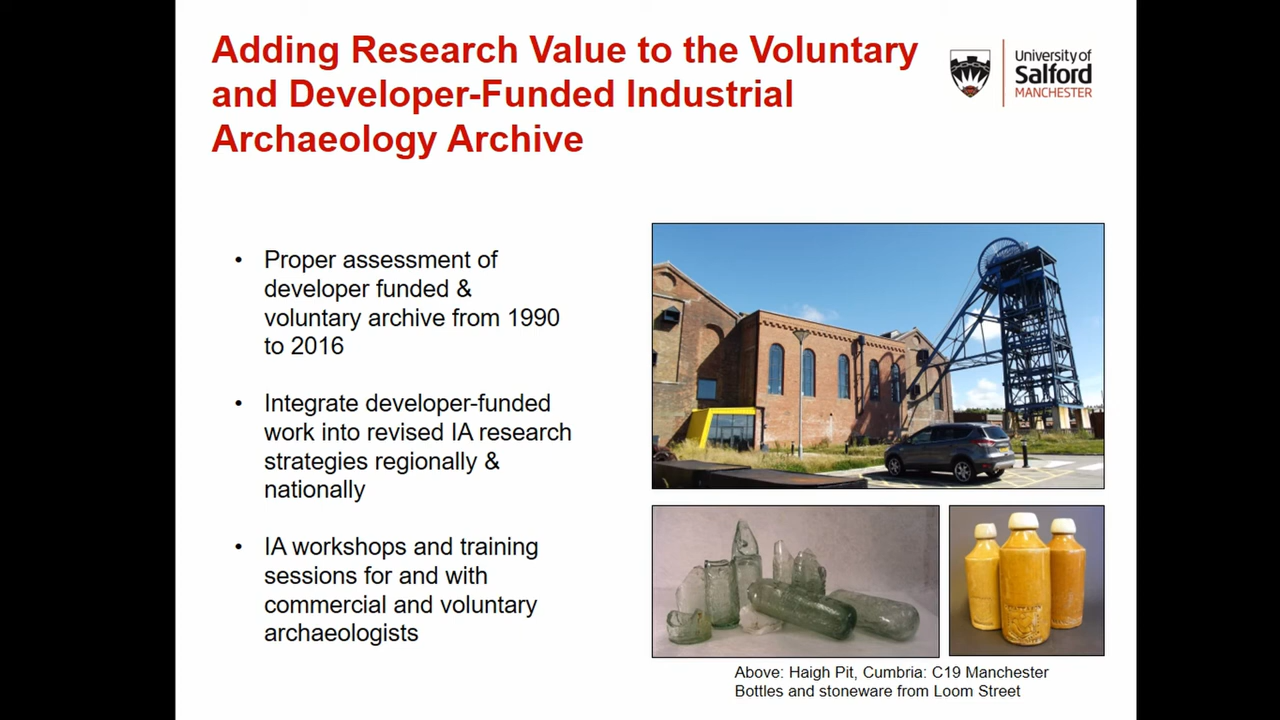 Adding Research Value to the Voluntary
and Developer-Funded Industrial
Archaeology Archive
University of
Salford
MANCHESTER
• Proper assessment of
developer funded &
voluntary archive from 1990
to 2016
• Integrate developer-funded
work into revised IA research
strategies regionally &
nationally
• IA workshops and training
sessions for and with
commercial and voluntary
archaeologists
Above: Haigh Pit, Cumbria: C19 Manchester
Bottles and stoneware from Loom Street